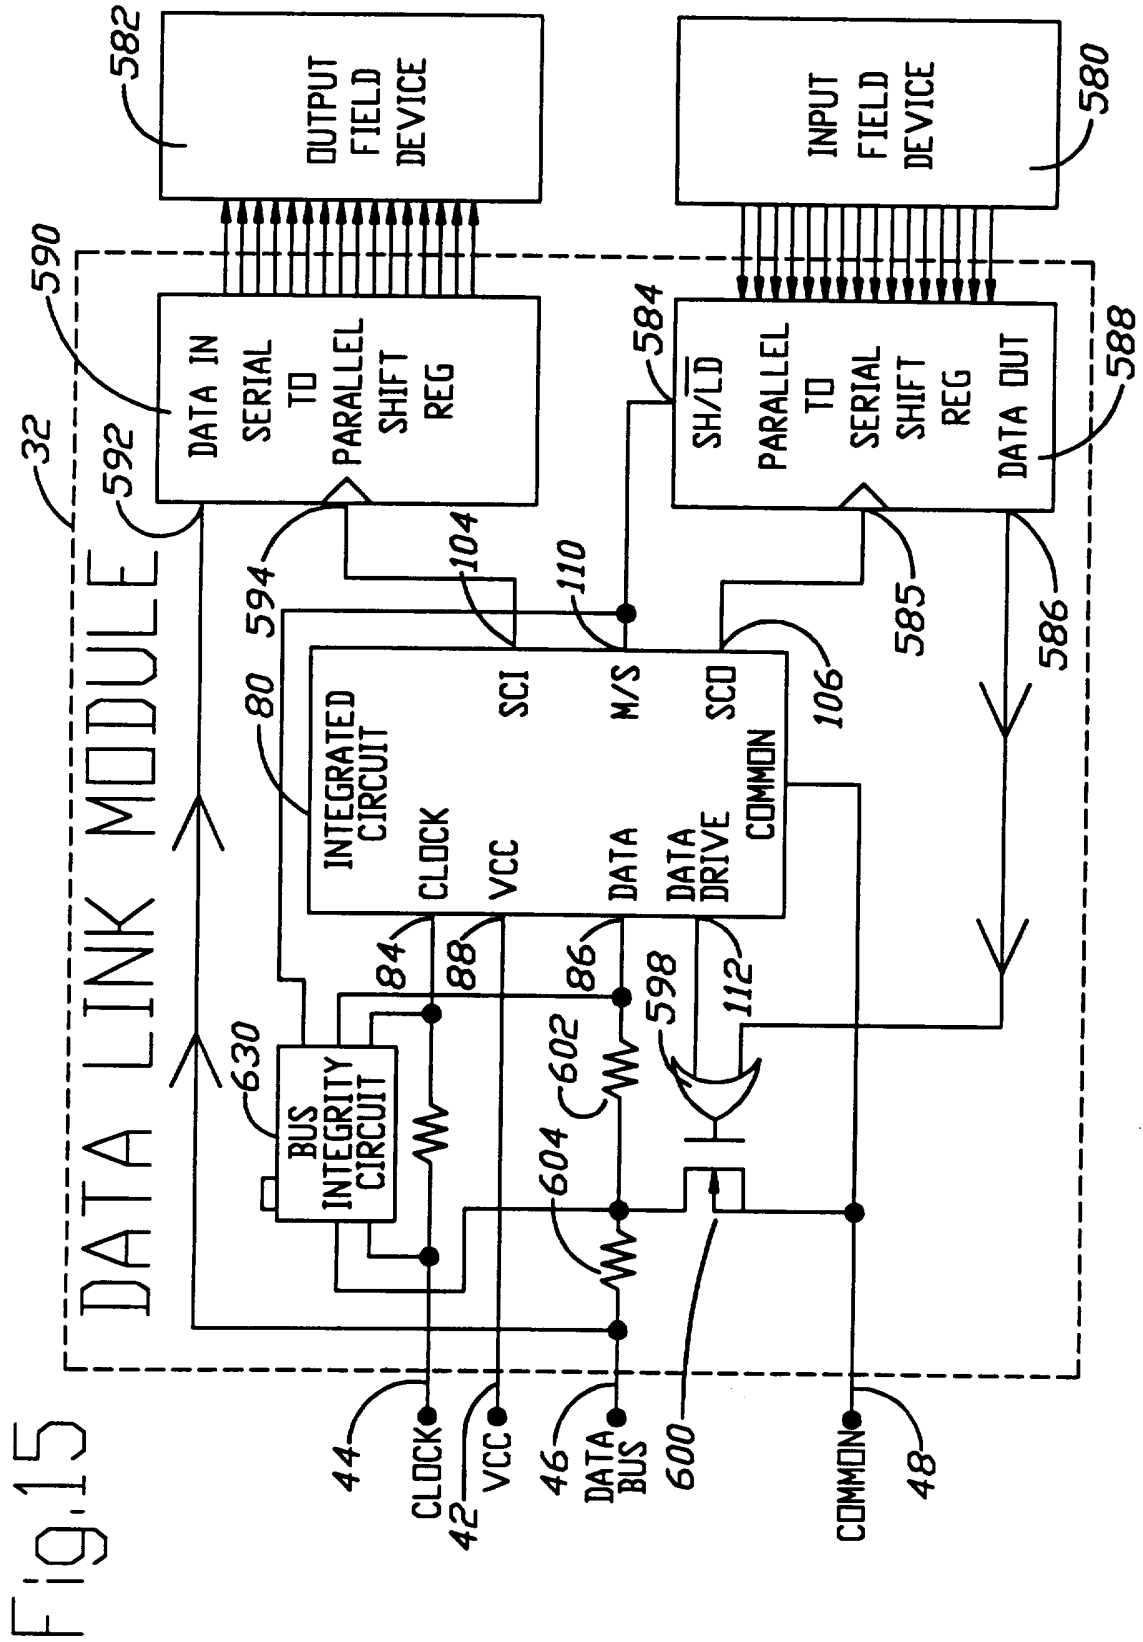 Fig.15
DATA LINK MODULE
32
44
CLOCK
42
VCC
46
DATA
BUS
600
COMMON
48
630
BUS
INTEGRITY
CIRCUIT
604
602
598
112
84
88
86
80
INTEGRATED
CIRCUIT
CLOCK
VCC
DATA
DATA
DRIVE
COMMON
SCI
M/S
SCO
104
110
106
592
594
590
DATA IN
SERIAL
TO
PARALLEL
SHIFT
REG
584
585
586
SH/L̅D̅
PARALLEL
TO
SERIAL
SHIFT
REG
DATA OUT
588
582
OUTPUT
FIELD
DEVICE
INPUT
FIELD
DEVICE
580